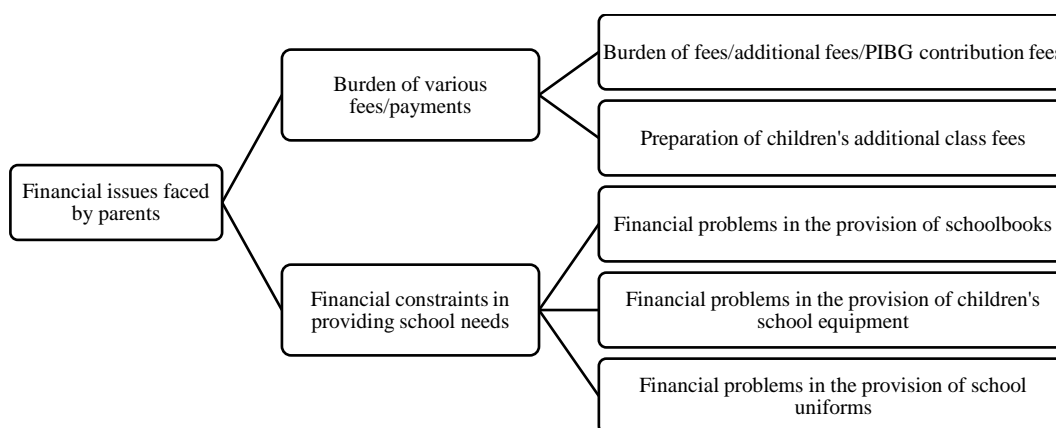 Financial issues faced
by parents
Burden of various
fees/payments
Burden of fees/additional fees/PIBG contribution fees
Preparation of children's additional class fees
Financial constraints in
providing school needs
Financial problems in the provision of schoolbooks
Financial problems in the provision of children's
school equipment
Financial problems in the provision of school
uniforms